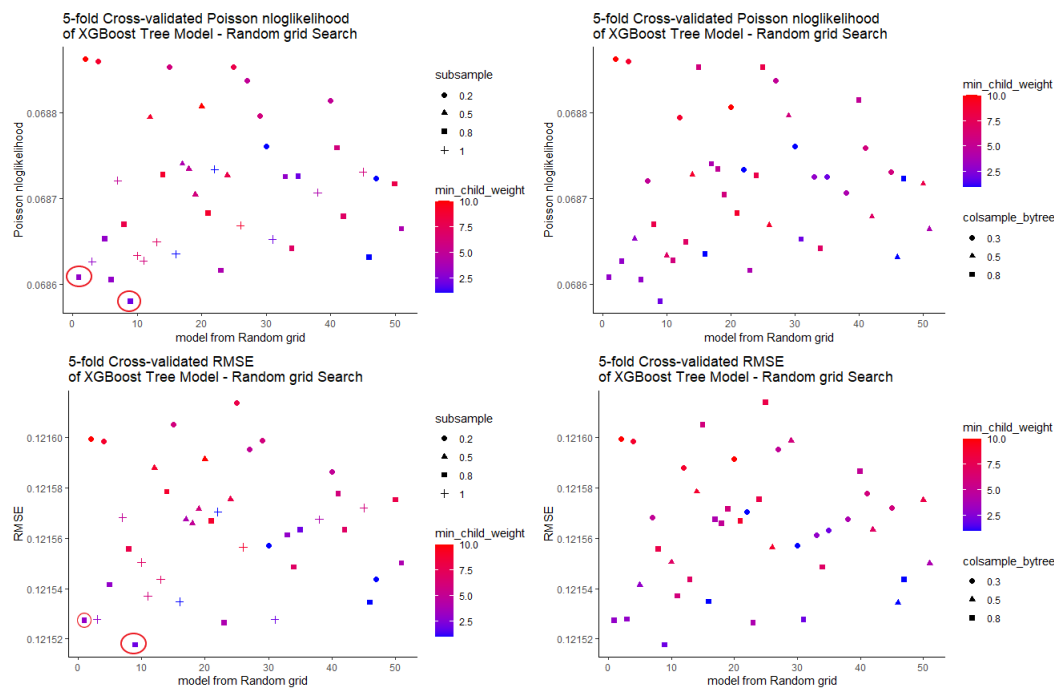 5-fold Cross-validated Poisson nloglikelihood
of XGBoost Tree Model - Random grid Search
Poisson nloglikelihood
0.0688
0.0687
0.0686
0 10 20 30 40 50
model from Random grid
subsample
0.2
0.5
0.8
1
min_child_weight
10.0
7.5
5.0
2.5
5-fold Cross-validated Poisson nloglikelihood
of XGBoost Tree Model - Random grid Search
Poisson nloglikelihood
0.0688
0.0687
0.0686
0 10 20 30 40 50
model from Random grid
min_child_weight
10.0
7.5
5.0
2.5
colsample_bytree
0.3
0.5
0.8
5-fold Cross-validated RMSE
of XGBoost Tree Model - Random grid Search
RMSE
0.12160
0.12158
0.12156
0.12154
0.12152
0 10 20 30 40 50
model from Random grid
subsample
0.2
0.5
0.8
1
min_child_weight
10.0
7.5
5.0
2.5
5-fold Cross-validated RMSE
of XGBoost Tree Model - Random grid Search
RMSE
0.12160
0.12158
0.12156
0.12154
0.12152
0 10 20 30 40 50
model from Random grid
min_child_weight
10.0
7.5
5.0
2.5
colsample_bytree
0.3
0.5
0.8